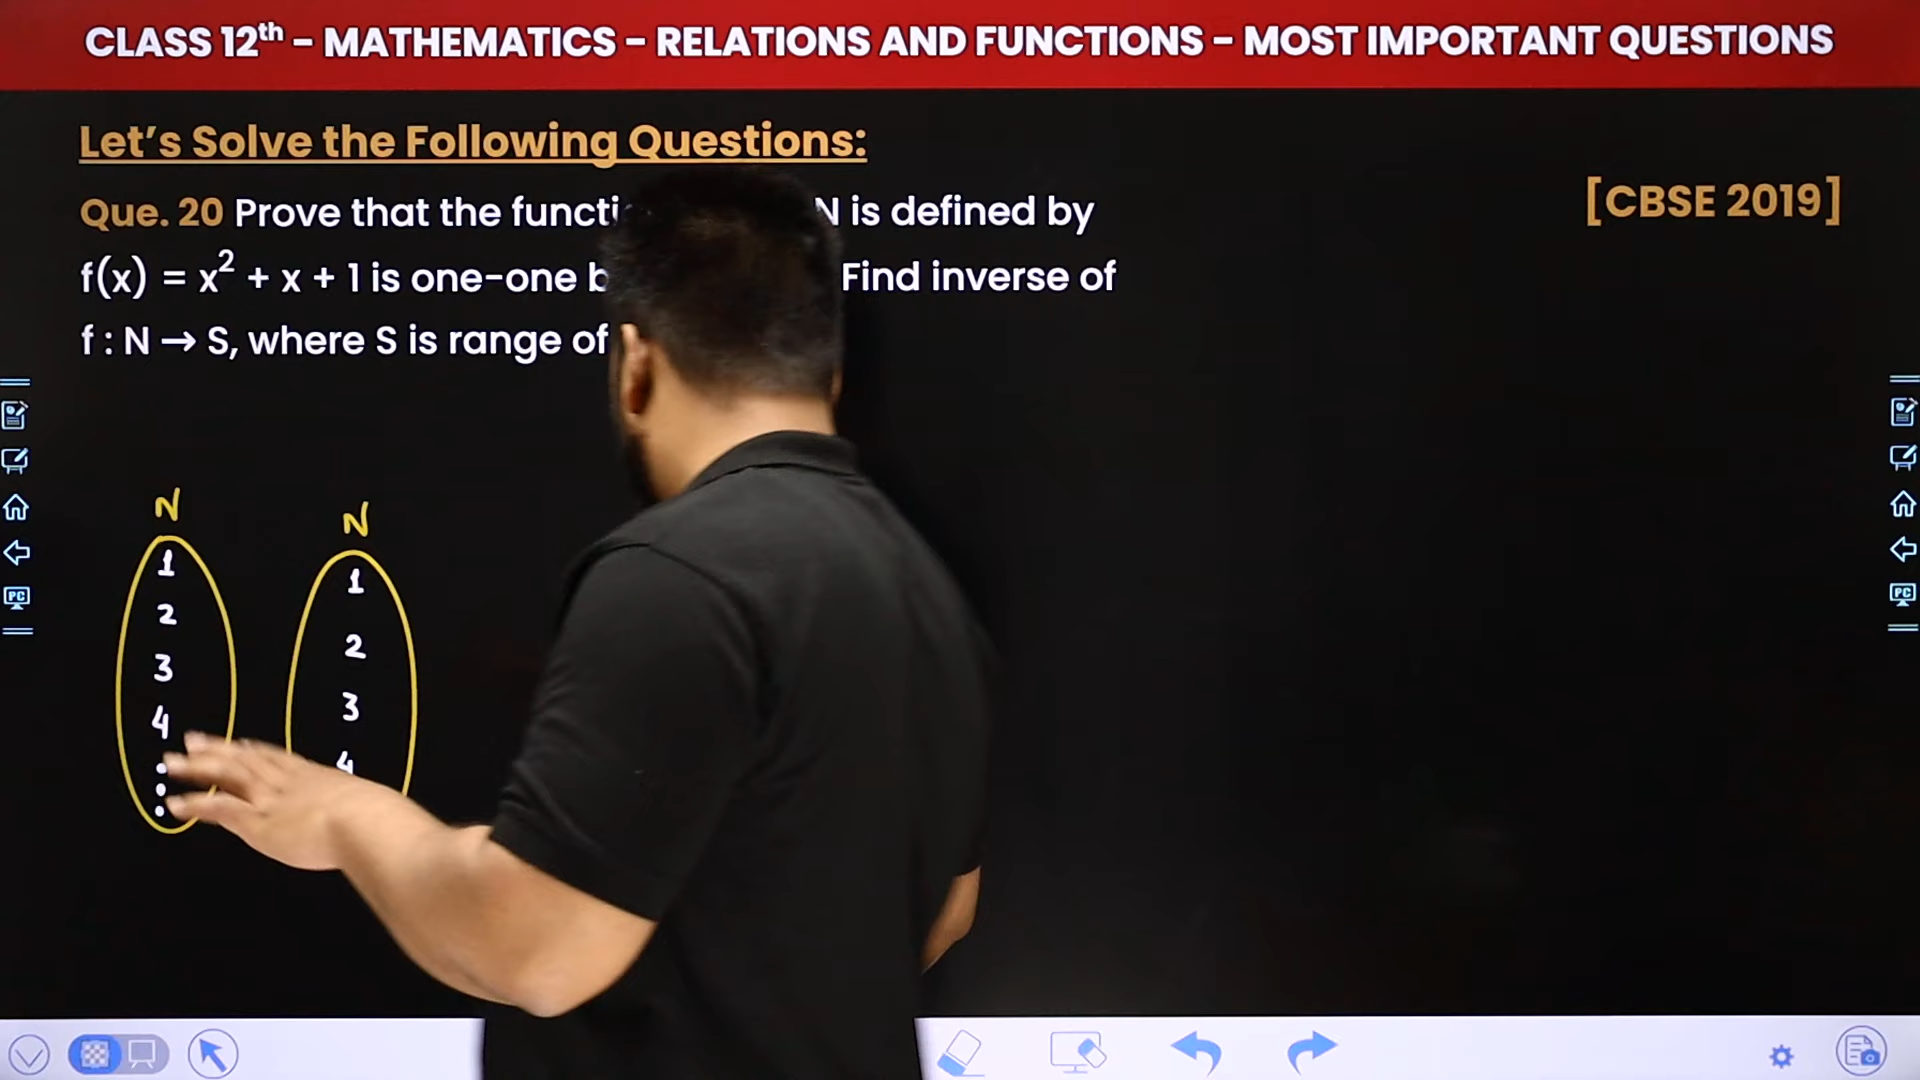 CLASS 12th – MATHEMATICS – RELATIONS AND FUNCTIONS – MOST IMPORTANT QUESTIONS
Let's Solve the Following Questions:
Que. 20 Prove that the N is defined by
[CBSE 2019]
f(x) = x² + x + 1 is one-one Find inverse of
f : N → S, where S is range of
N
N
1
1
2
2
3
3
4
4
PC
PC